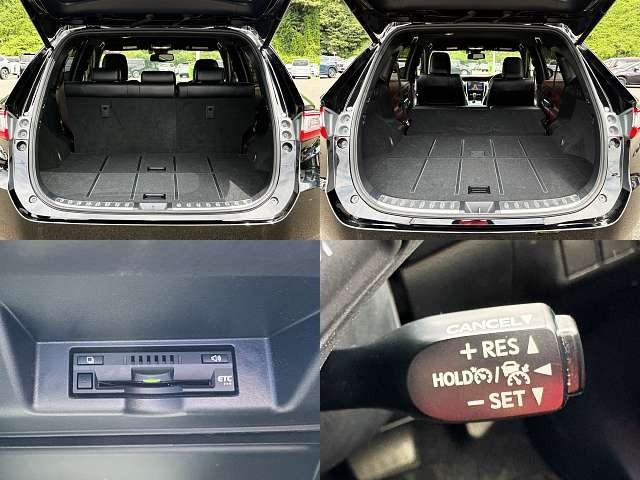 ETC
CANCEL▼
+ RES ▲
HOLD / ◄
− SET ▼